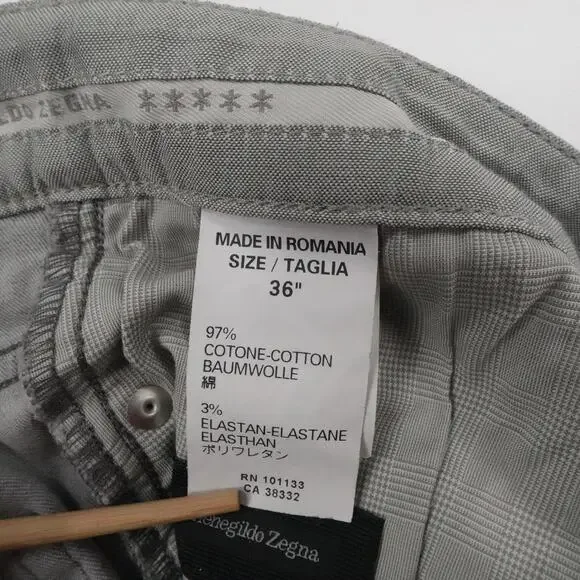 DO ZEGNA *****
MADE IN ROMANIA
SIZE / TAGLIA
36"
97%
COTONE-COTTON
BAUMWOLLE
綿
3%
ELASTAN-ELASTANE
ELASTHAN
ポリウレタン
RN 101133
CA 38332
enegildo Zegna